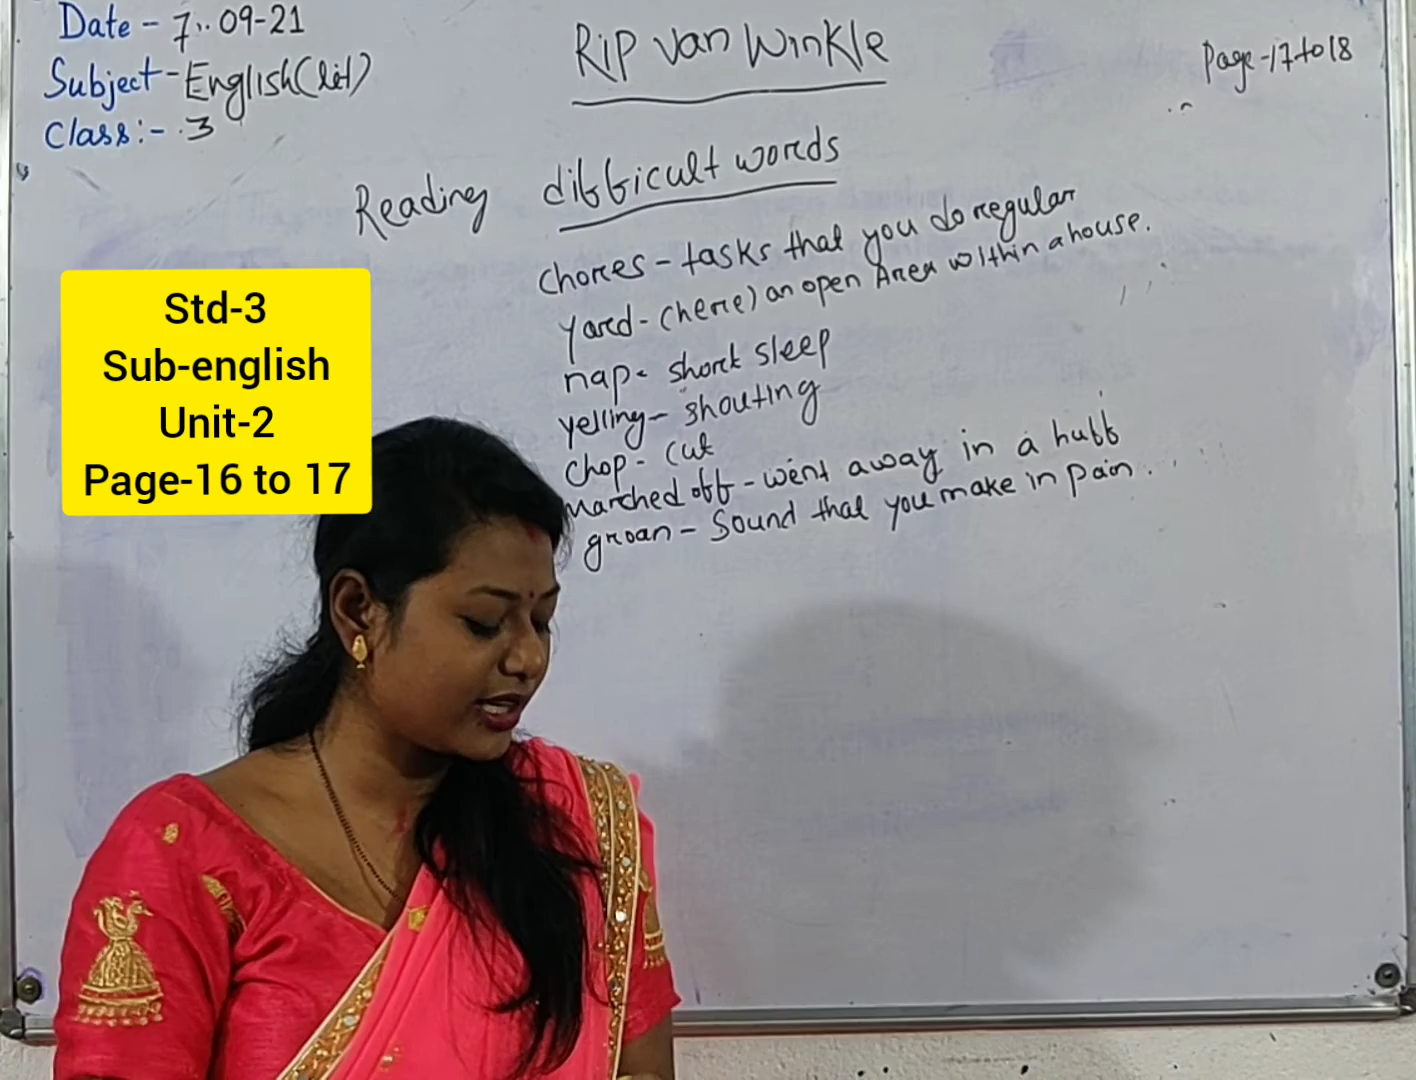 Date - 7.. 09-21
Subject - English(lit)
Class:- 3
Rip Van Winkle
Page-17 to 18
Reading difficult words
chores - tasks that you do regular
yard - (here) an open Area within a house.
nap - short sleep
yelling - shouting
chop - cut
Marched off - went away in a huff
groan - Sound that you make in pain.
Std-3
Sub-english
Unit-2
Page-16 to 17